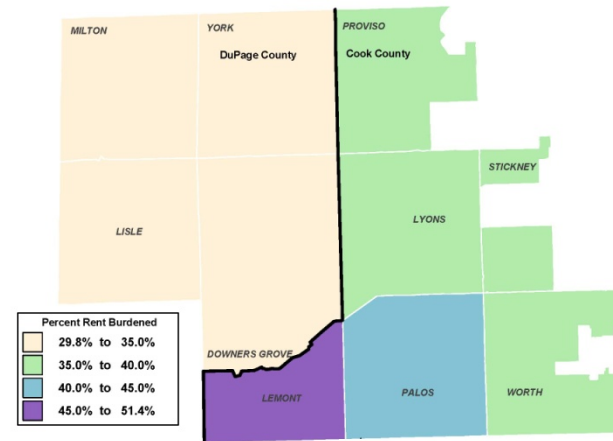 MILTON
YORK
PROVISO
DuPage County
Cook County
STICKNEY
LISLE
LYONS
DOWNERS GROVE
LEMONT
PALOS
WORTH
Percent Rent Burdened
29.8% to 35.0%
35.0% to 40.0%
40.0% to 45.0%
45.0% to 51.4%